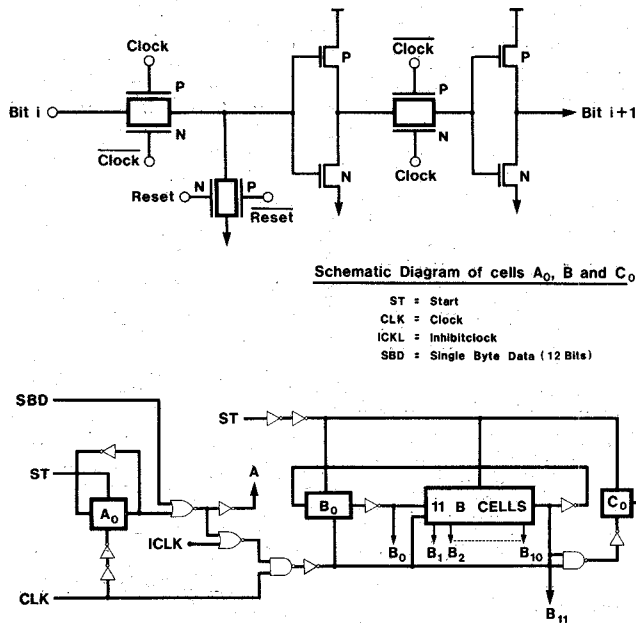 Clock
Clock
P
P
P
Bit i
Bit i+1
N
P
Clock
N
Clock
N
N
N
P
Reset
Reset
Schematic Diagram of cells A0, B and C0
ST = Start
CLK = Clock
ICKL = Inhibitclock
SBD = Single Byte Data (12 Bits)
SBD
ST
ST
A
A0
B0
11 B CELLS
C0
ICLK
B0
B1
B2
B10
CLK
B11